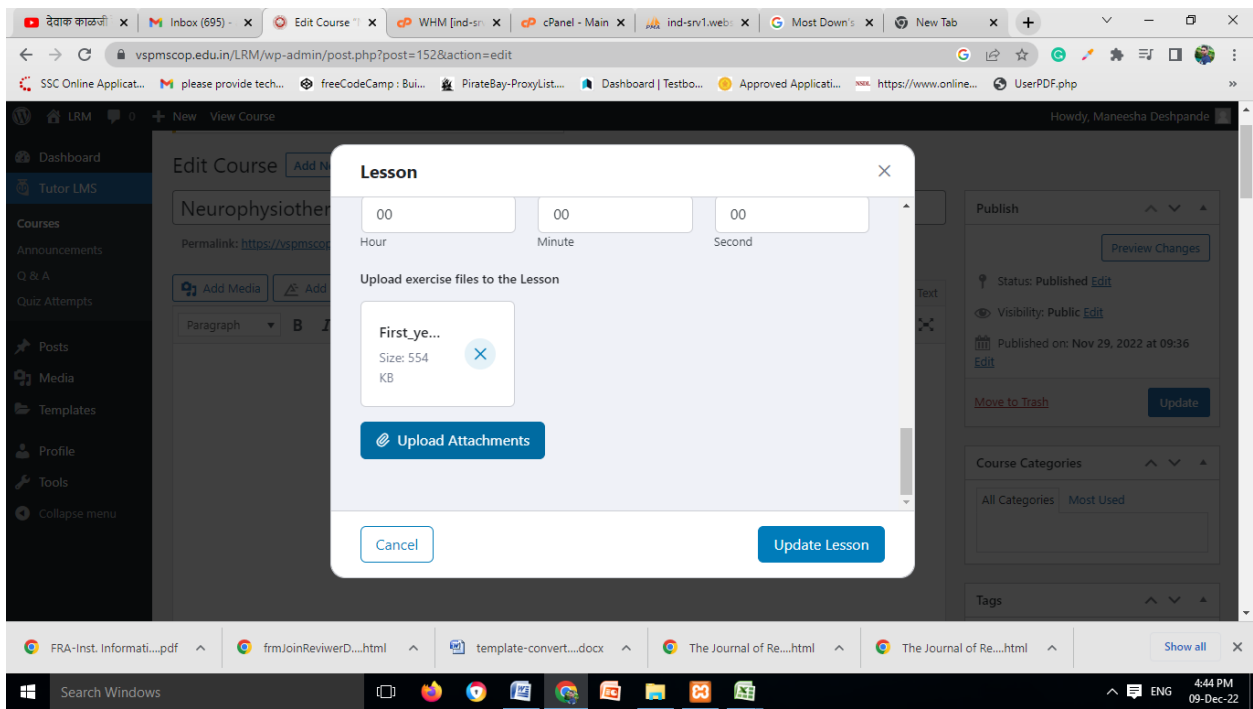 देवाक काळजी
Inbox (695) -
Edit Course "
WHM [ind-sr
cPanel - Main
ind-srv1.web
Most Down's
New Tab
vspmscop.edu.in/LRM/wp-admin/post.php?post=152&action=edit
SSC Online Applicat...
please provide tech...
freeCodeCamp : Bui...
PirateBay-ProxyList....
Dashboard | Testbo...
Approved Applicati...
https://www.online...
UserPDF.php
LRM
0
New
View Course
Howdy, Maneesha Deshpande
Dashboard
Tutor LMS
Courses
Announcements
Q & A
Quiz Attempts
Posts
Media
Templates
Profile
Tools
Collapse menu
Edit Course
Add N
Neurophysiother
Permalink: https://vspmscop
Add Media
Add
Text
Paragraph
B
I
Lesson
00
00
00
Hour
Minute
Second
Upload exercise files to the Lesson
First_ye...
Size: 554
KB
Upload Attachments
Cancel
Update Lesson
Publish
Preview Changes
Status: Published Edit
Visibility: Public Edit
Published on: Nov 29, 2022 at 09:36
Edit
Move to Trash
Update
Course Categories
All Categories
Most Used
Tags
FRA-Inst. Informati....pdf
frmJoinReviwerD....html
template-convert....docx
The Journal of Re....html
The Journal of Re....html
Show all
Search Windows
ENG
4:44 PM
09-Dec-22